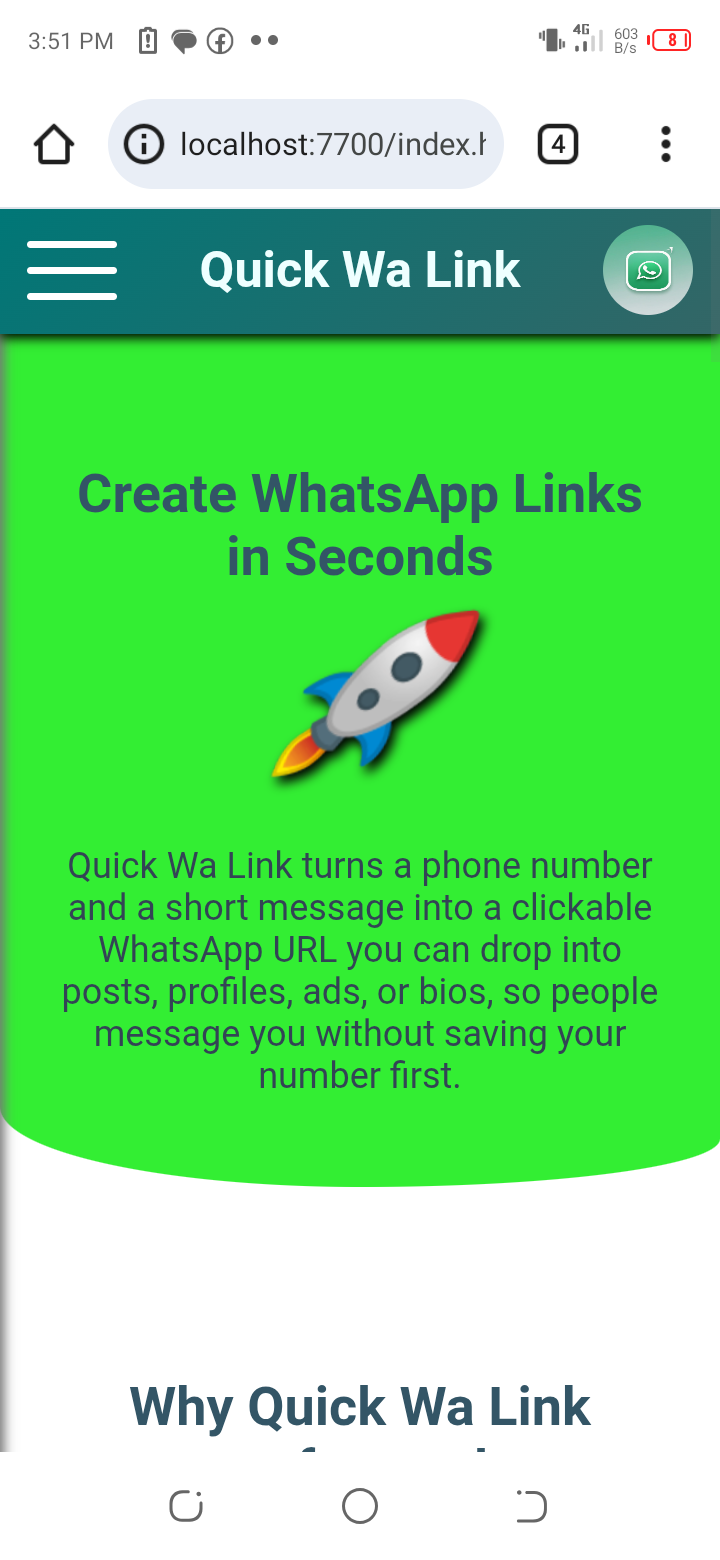 3:51 PM
4G
603
B/s
8
localhost:7700/index.h
4
Quick Wa Link
Create WhatsApp Links
in Seconds
Quick Wa Link turns a phone number
and a short message into a clickable
WhatsApp URL you can drop into
posts, profiles, ads, or bios, so people
message you without saving your
number first.
Why Quick Wa Link